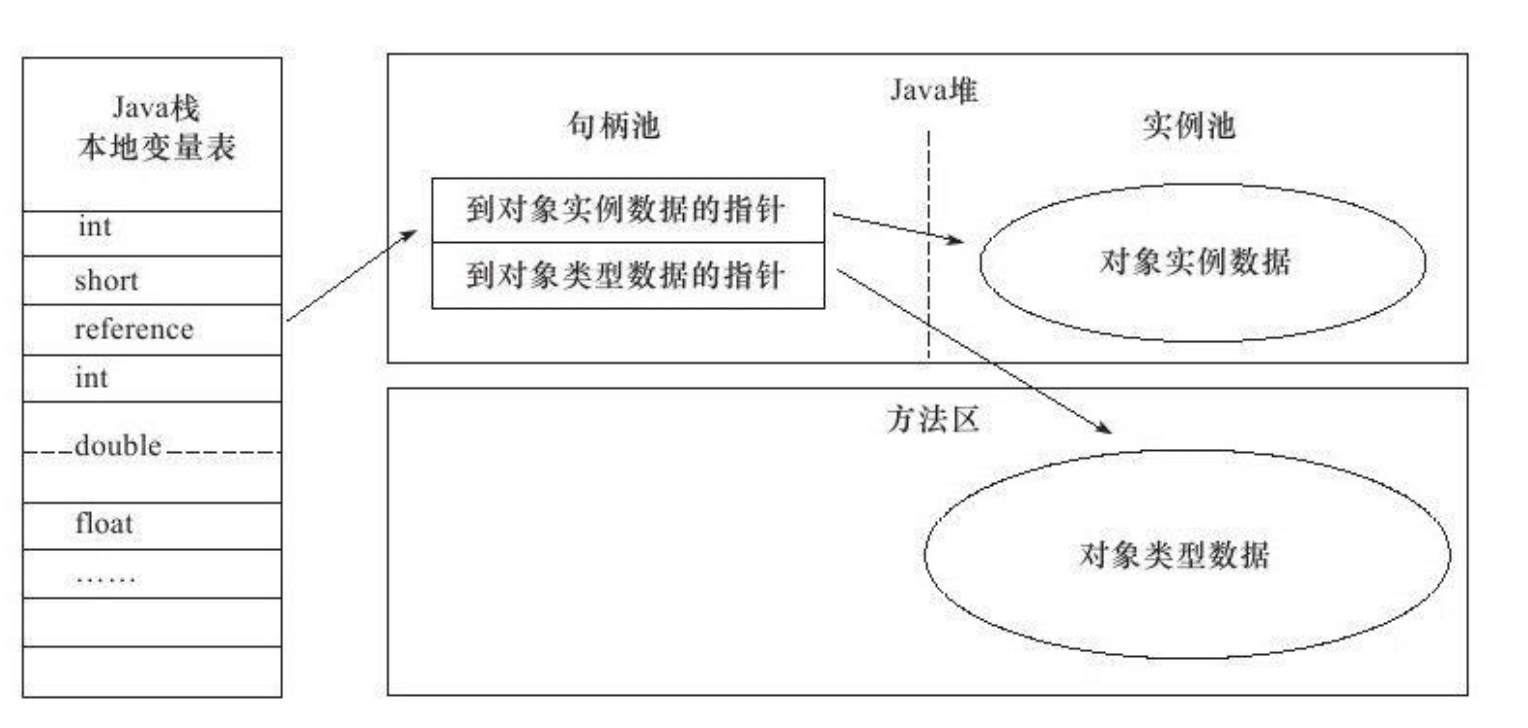 Java栈
本地变量表
int
short
reference
int
double
float
……
Java堆
句柄池
实例池
到对象实例数据的指针
到对象类型数据的指针
对象实例数据
方法区
对象类型数据